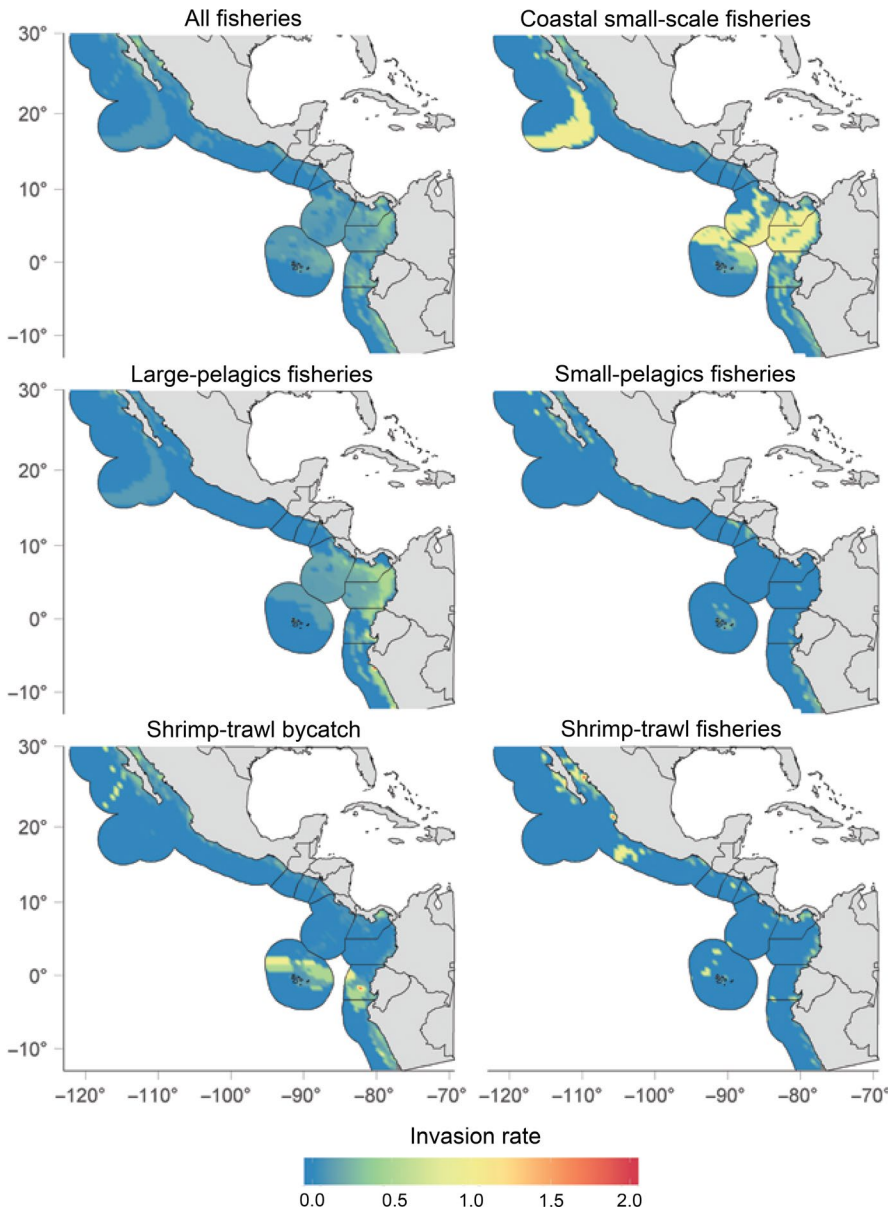 All fisheries
Coastal small-scale fisheries
30°
20°
10°
0°
−10°
Large-pelagics fisheries
Small-pelagics fisheries
30°
20°
10°
0°
−10°
Shrimp-trawl bycatch
Shrimp-trawl fisheries
30°
20°
10°
0°
−10°
−120° −110° −100° −90° −80° −70° −120° −110° −100° −90° −80° −70°
Invasion rate
0.0 0.5 1.0 1.5 2.0